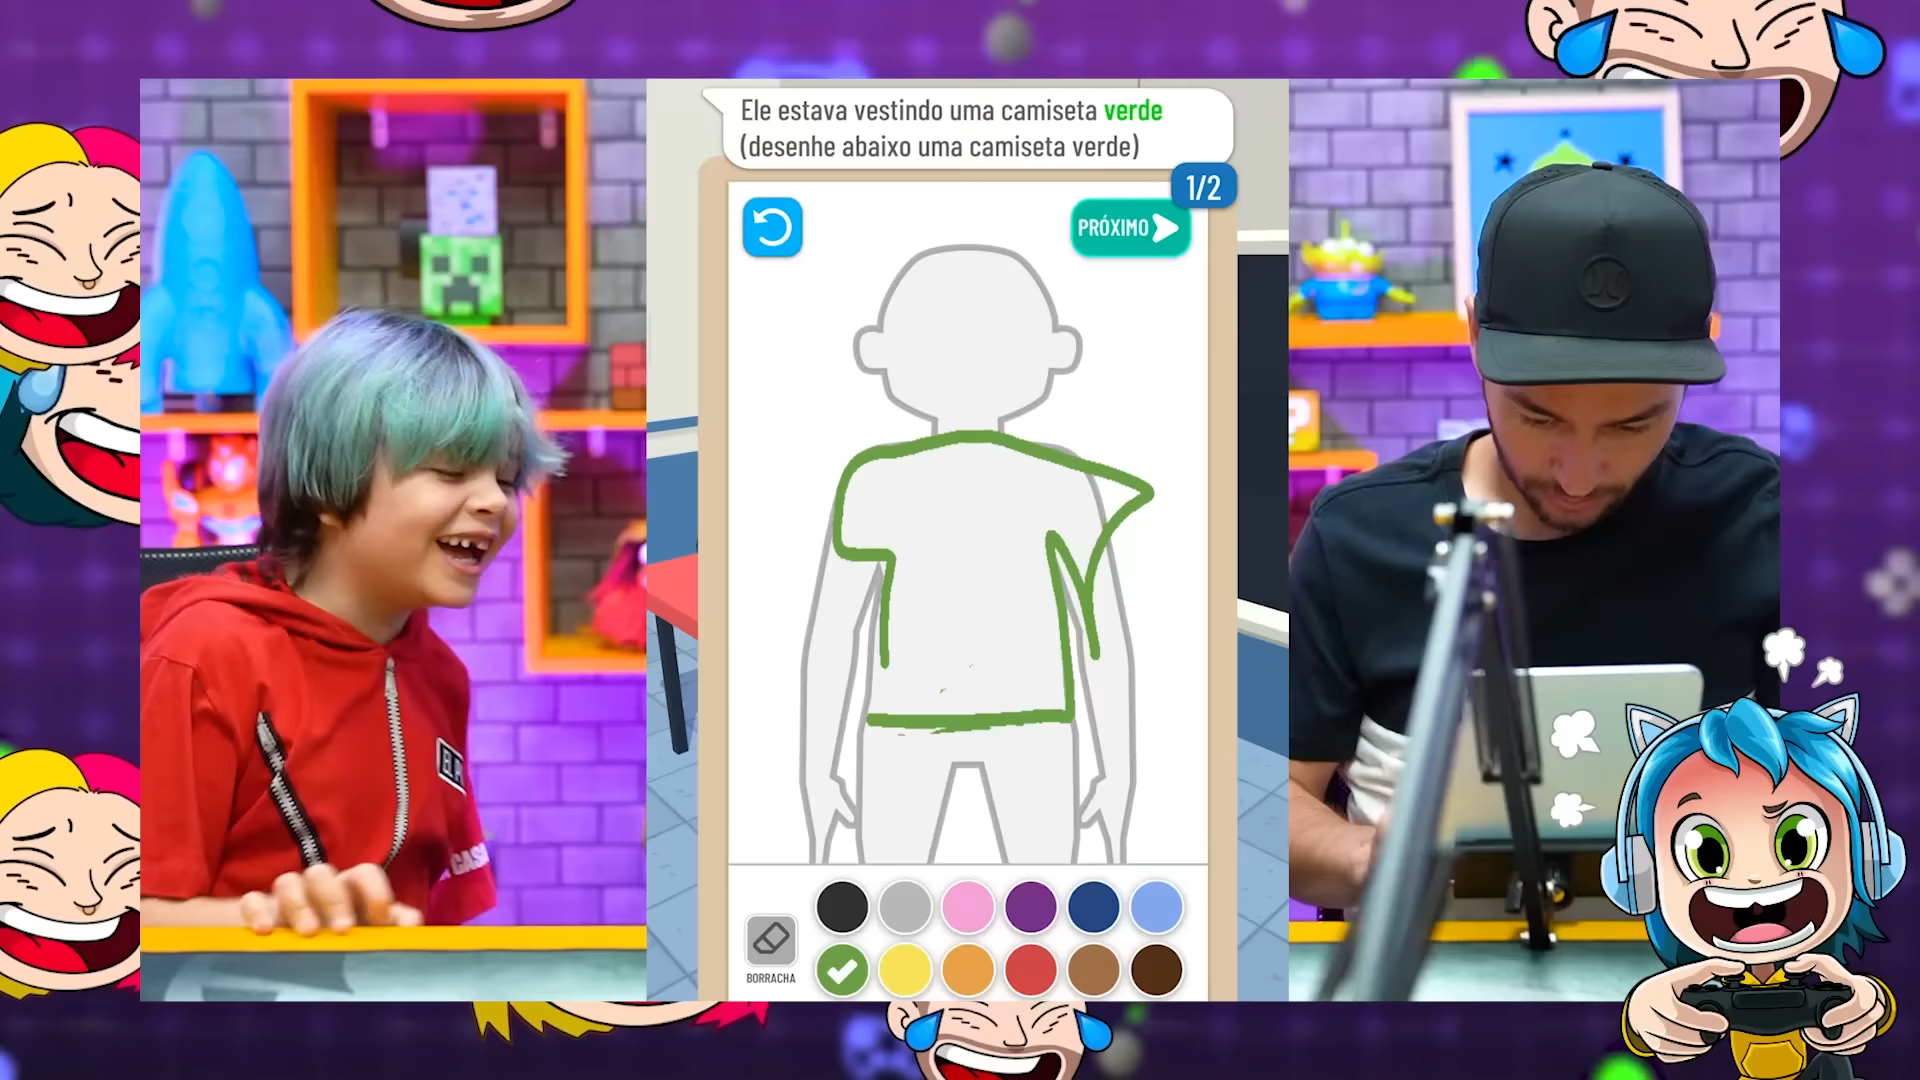 Ele estava vestindo uma camiseta verde
(desenhe abaixo uma camiseta verde)
1/2
PRÓXIMO
BORRACHA